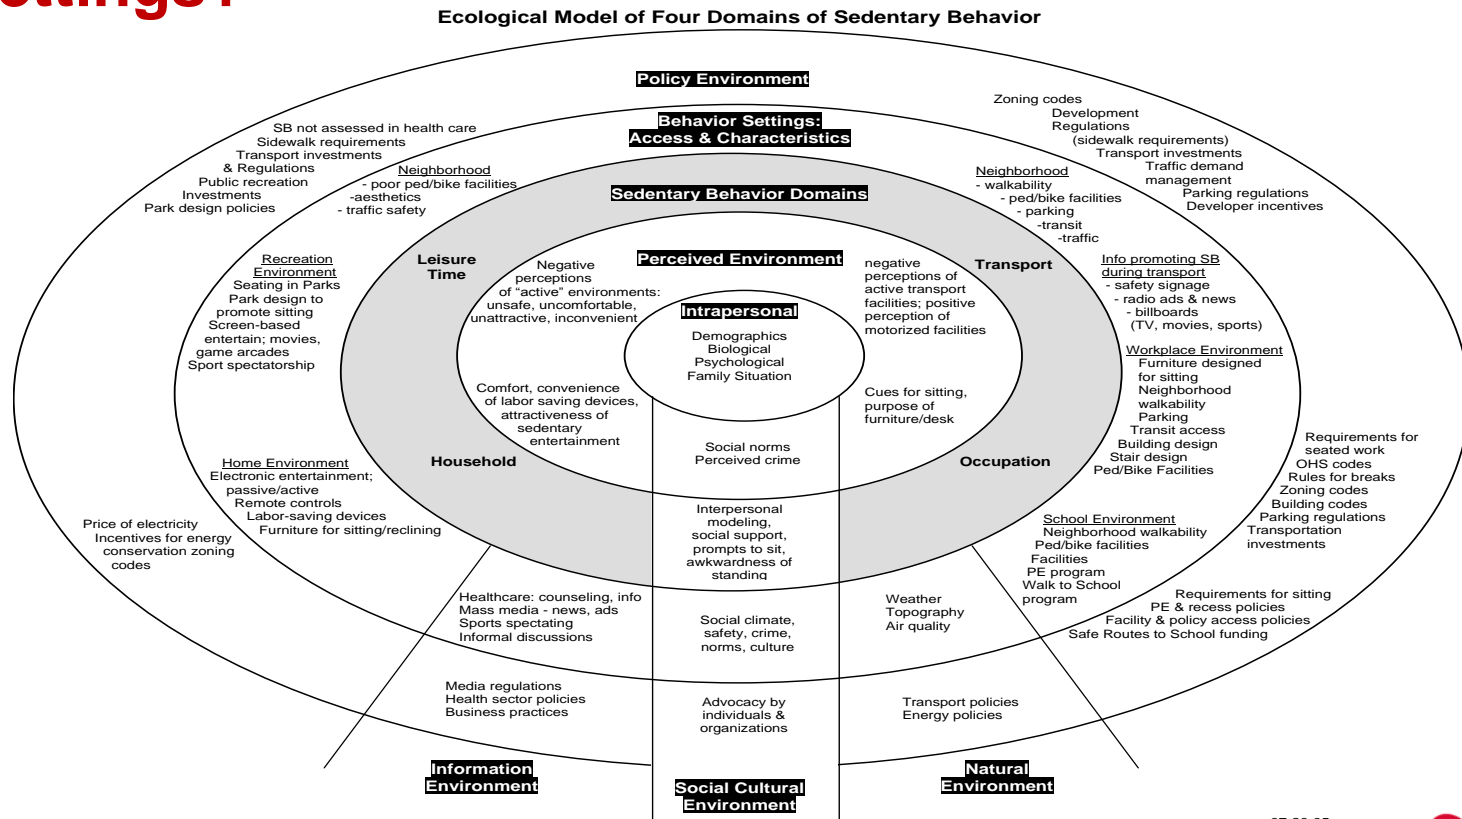 ettings?
Ecological Model of Four Domains of Sedentary Behavior
Policy Environment
Behavior Settings:
Access & Characteristics
Sedentary Behavior Domains
Perceived Environment
Intrapersonal
Demographics
Biological
Psychological
Family Situation
SB not assessed in health care
Sidewalk requirements
Transport investments
& Regulations
Public recreation
Investments
Park design policies
Neighborhood
- poor ped/bike facilities
-aesthetics
- traffic safety
Recreation
Environment
Seating in Parks
Park design to
promote sitting
Screen-based
entertain; movies,
game arcades
Sport spectatorship
Leisure
Time
Negative
perceptions
of “active” environments:
unsafe, uncomfortable,
unattractive, inconvenient
negative
perceptions of
active transport
facilities; positive
perception of
motorized facilities
Transport
Neighborhood
- walkability
- ped/bike facilities
- parking
-transit
-traffic
Zoning codes
Development
Regulations
(sidewalk requirements)
Transport investments
Traffic demand
management
Parking regulations
Developer incentives
Info promoting SB
during transport
- safety signage
- radio ads & news
- billboards
(TV, movies, sports)
Workplace Environment
Furniture designed
for sitting
Neighborhood
walkability
Parking
Transit access
Building design
Stair design
Ped/Bike Facilities
Comfort, convenience
of labor saving devices,
attractiveness of
sedentary
entertainment
Cues for sitting,
purpose of
furniture/desk
Household
Occupation
Social norms
Perceived crime
Interpersonal
modeling,
social support,
prompts to sit,
awkwardness of
standing
Home Environment
Electronic entertainment;
passive/active
Remote controls
Labor-saving devices
Furniture for sitting/reclining
Price of electricity
Incentives for energy
conservation zoning
codes
Requirements for
seated work
OHS codes
Rules for breaks
Zoning codes
Building codes
Parking regulations
Transportation
investments
School Environment
Neighborhood walkability
Ped/bike facilities
Facilities
PE program
Walk to School
program
Requirements for sitting
PE & recess policies
Facility & policy access policies
Safe Routes to School funding
Healthcare: counseling, info
Mass media - news, ads
Sports spectating
Informal discussions
Social climate,
safety, crime,
norms, culture
Weather
Topography
Air quality
Media regulations
Health sector policies
Business practices
Advocacy by
individuals &
organizations
Transport policies
Energy policies
Information
Environment
Social Cultural
Environment
Natural
Environment